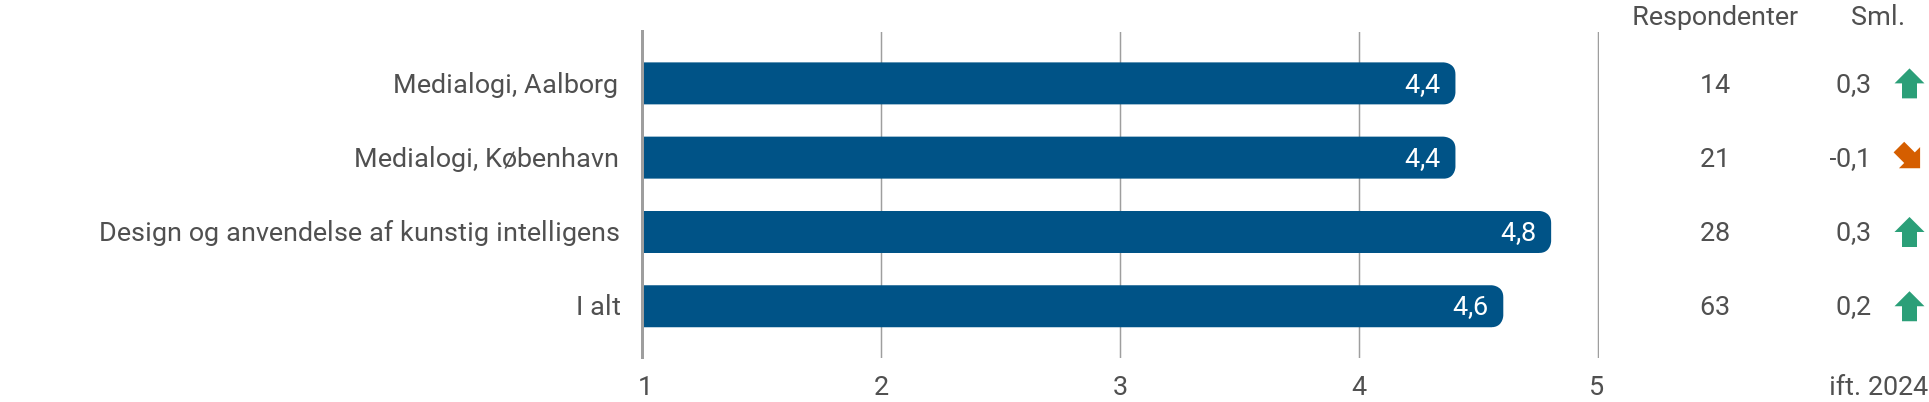 Respondenter Sml.
Medialogi, Aalborg 4,4 14 0,3
Medialogi, København 4,4 21 -0,1
Design og anvendelse af kunstig intelligens 4,8 28 0,3
I alt 4,6 63 0,2
1 2 3 4 5 ift. 2024